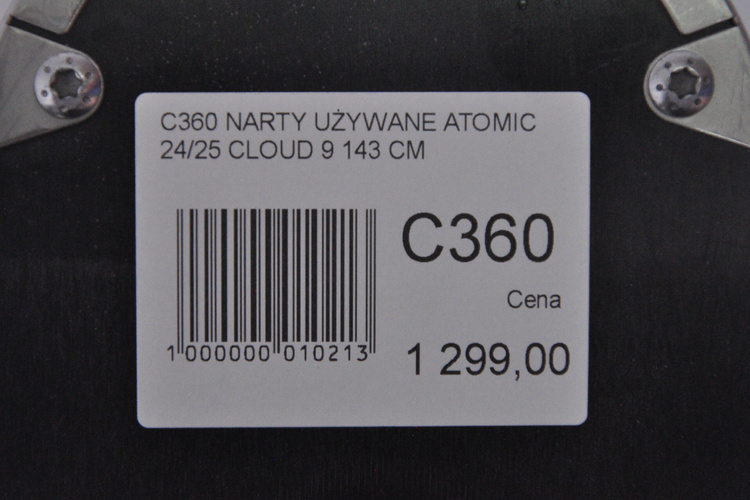 C360 NARTY UŻYWANE ATOMIC
24/25 CLOUD 9 143 CM
C360
Cena
1 299,00
1 000000 010213